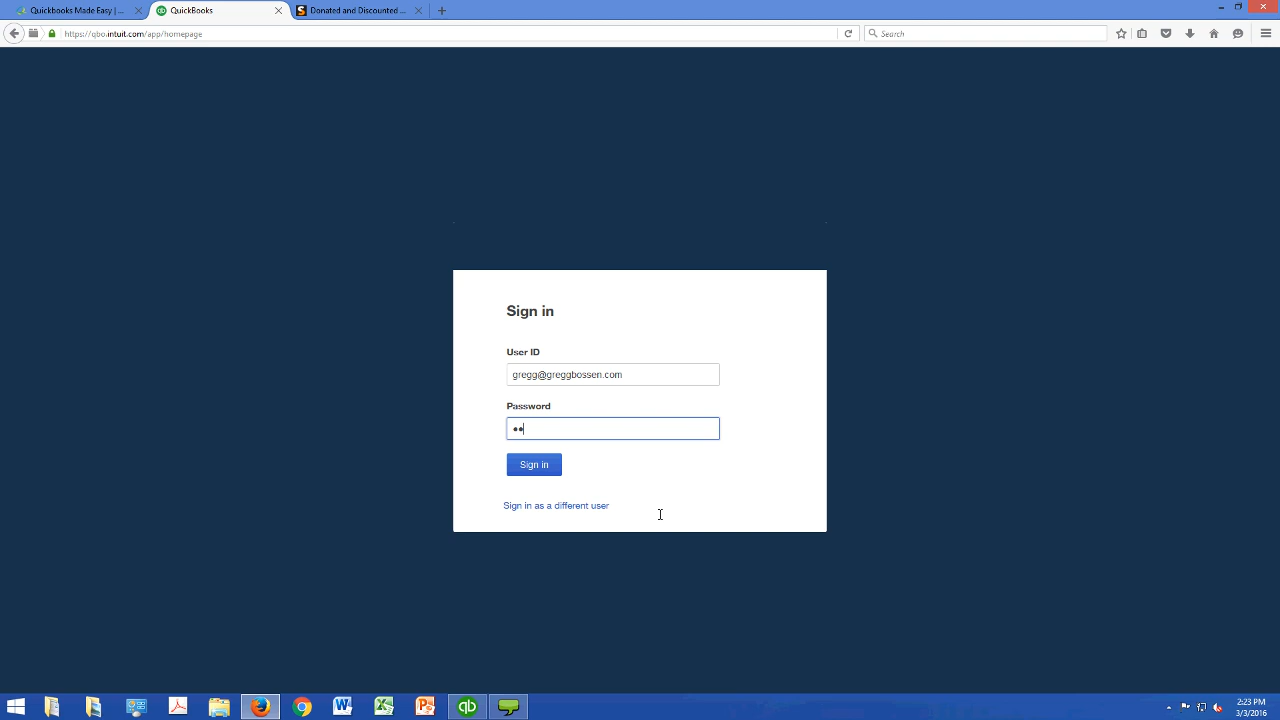 Quickbooks Made Easy | ...
QuickBooks
Donated and Discounted ...
https://qbo.intuit.com/app/homepage
Search
Sign in
User ID
gregg@greggbossen.com
Password
Sign in
Sign in as a different user
2:23 PM
3/3/2016